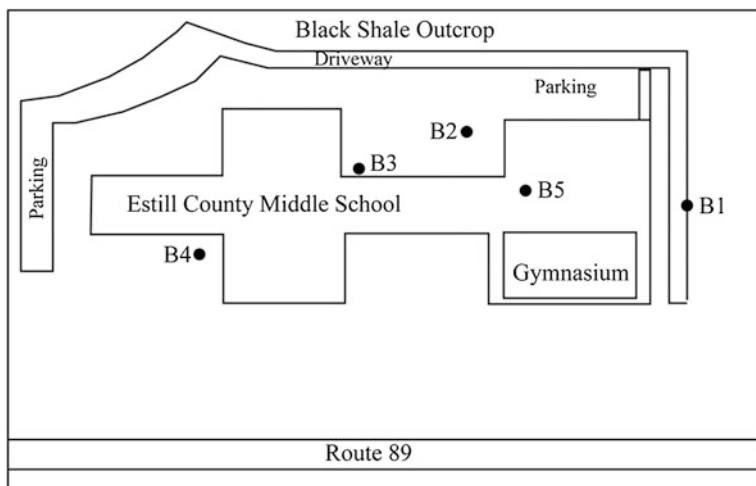 Black Shale Outcrop
Driveway
Parking
B2
B3
Parking
Estill County Middle School
B5
B1
B4
Gymnasium
Route 89